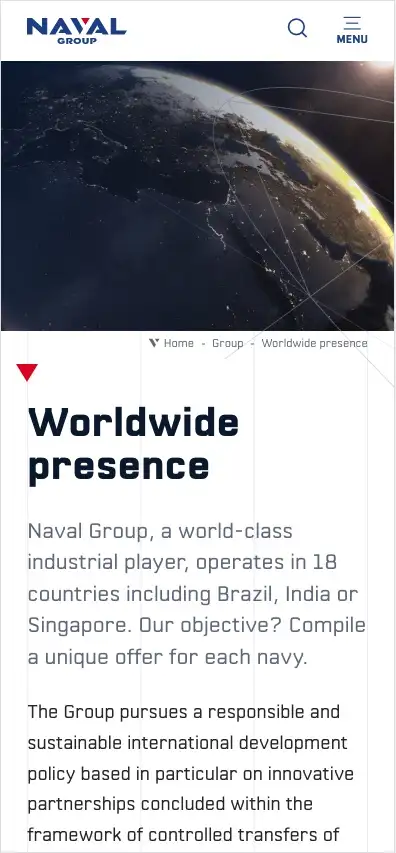 NAVAL
GROUP
MENU
Home - Group - Worldwide presence
Worldwide
presence
Naval Group, a world-class
industrial player, operates in 18
countries including Brazil, India or
Singapore. Our objective? Compile
a unique offer for each navy.
The Group pursues a responsible and
sustainable international development
policy based in particular on innovative
partnerships concluded within the
framework of controlled transfers of